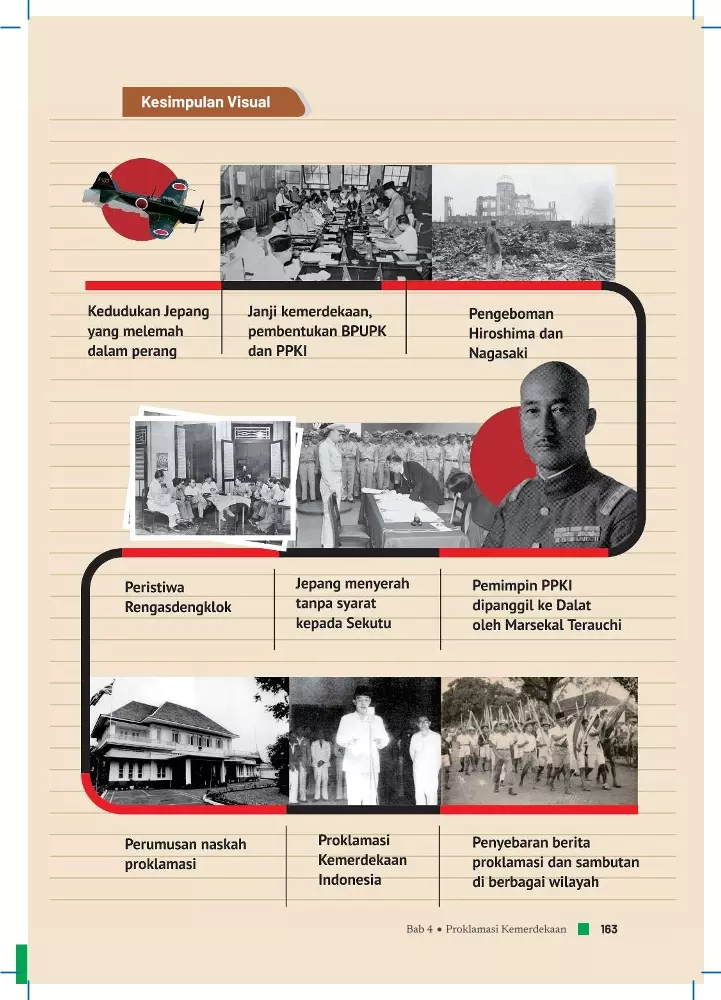 Kesimpulan Visual
Kedudukan Jepang
yang melemah
dalam perang
Janji kemerdekaan,
pembentukan BPUPK
dan PPKI
Pengeboman
Hiroshima dan
Nagasaki
Peristiwa
Rengasdengklok
Jepang menyerah
tanpa syarat
kepada Sekutu
Pemimpin PPKI
dipanggil ke Dalat
oleh Marsekal Terauchi
Perumusan naskah
proklamasi
Proklamasi
Kemerdekaan
Indonesia
Penyebaran berita
proklamasi dan sambutan
di berbagai wilayah
Bab 4 • Proklamasi Kemerdekaan 163